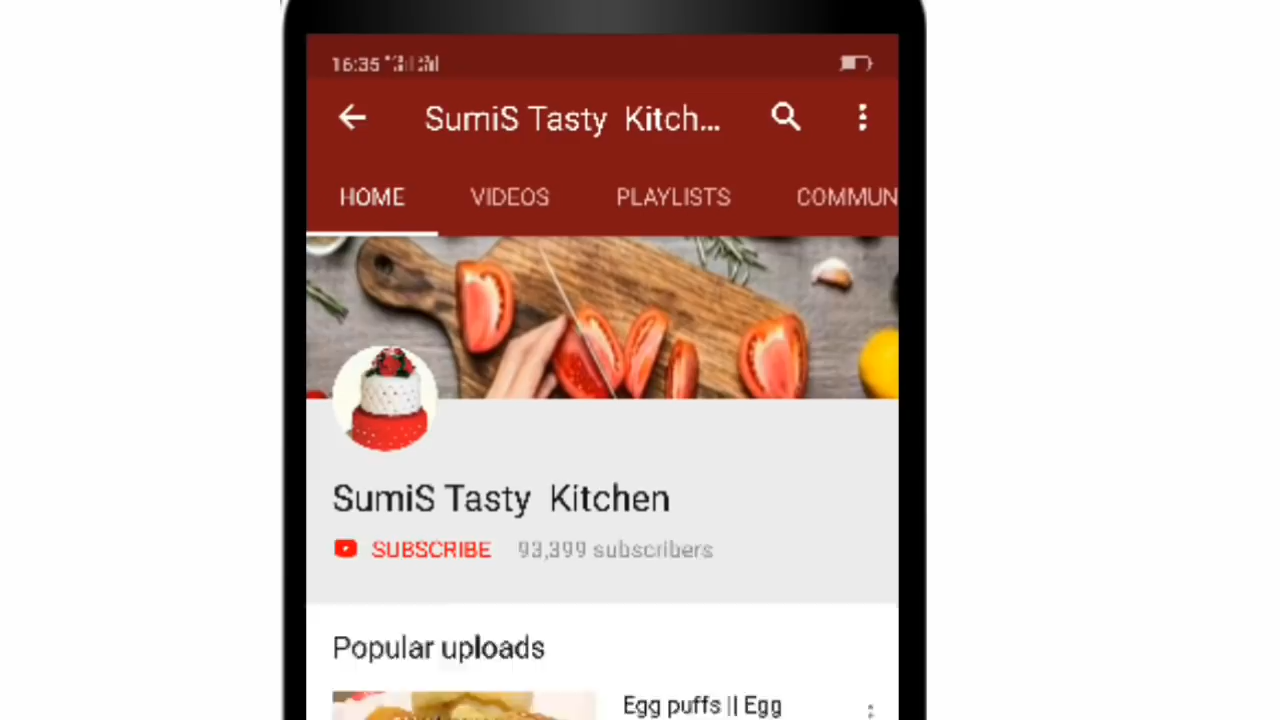 16:35
SumiS Tasty Kitch...
HOME VIDEOS PLAYLISTS COMMUN
SumiS Tasty Kitchen
SUBSCRIBE 93,399 subscribers
Popular uploads
Egg puffs || Egg